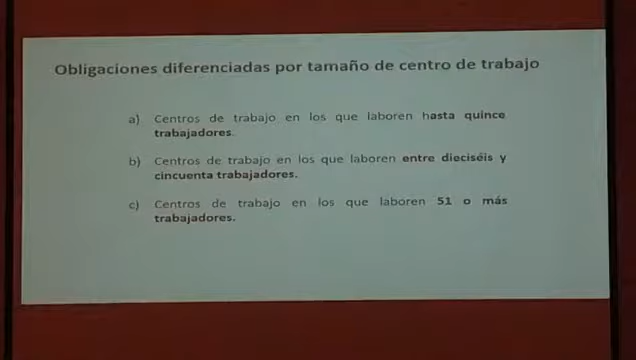 Obligaciones diferenciadas por tamaño de centro de trabajo
a) Centros de trabajo en los que laboren hasta quince
trabajadores.
b) Centros de trabajo en los que laboren entre dieciséis y
cincuenta trabajadores.
c) Centros de trabajo en los que laboren 51 o más
trabajadores.